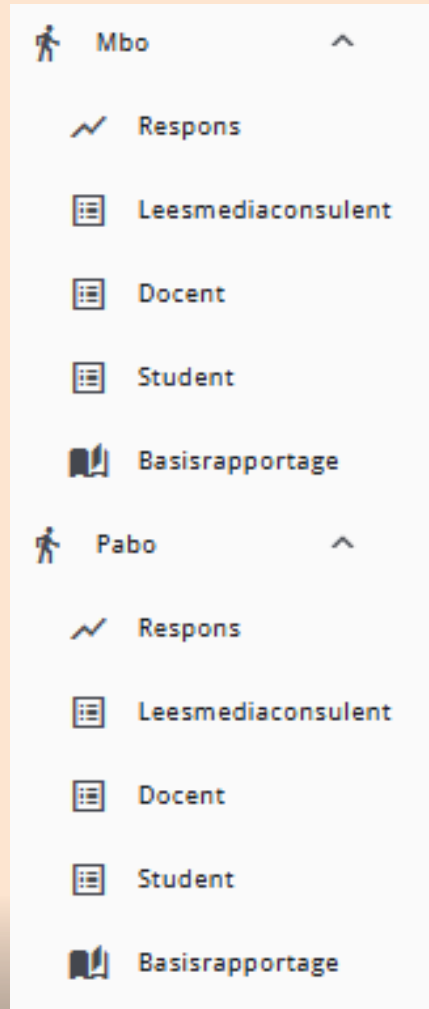 Mbo
Respons
Leesmediaconsulent
Docent
Student
Basisrapportage
Pabo
Respons
Leesmediaconsulent
Docent
Student
Basisrapportage